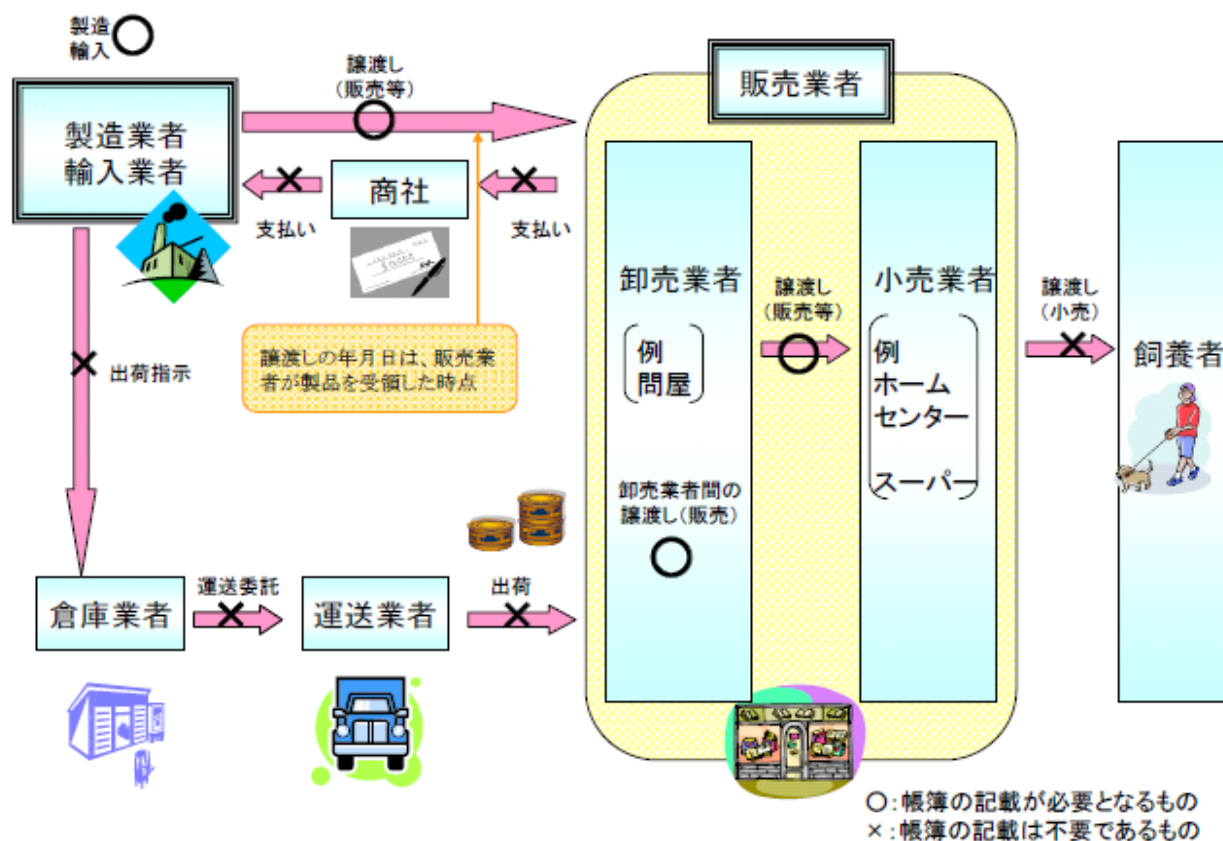 製造
輸入
譲渡し
(販売等)
販売業者
製造業者
輸入業者
商社
支払い
支払い
卸売業者
例
問屋
譲渡し
(販売等)
小売業者
例
ホーム
センター
スーパー
譲渡し
(小売)
飼養者
譲渡しの年月日は、販売業
者が製品を受領した時点
出荷指示
卸売業者間の
譲渡し(販売)
倉庫業者
運送委託
運送業者
出荷
○:帳簿の記載が必要となるもの
×:帳簿の記載は不要であるもの